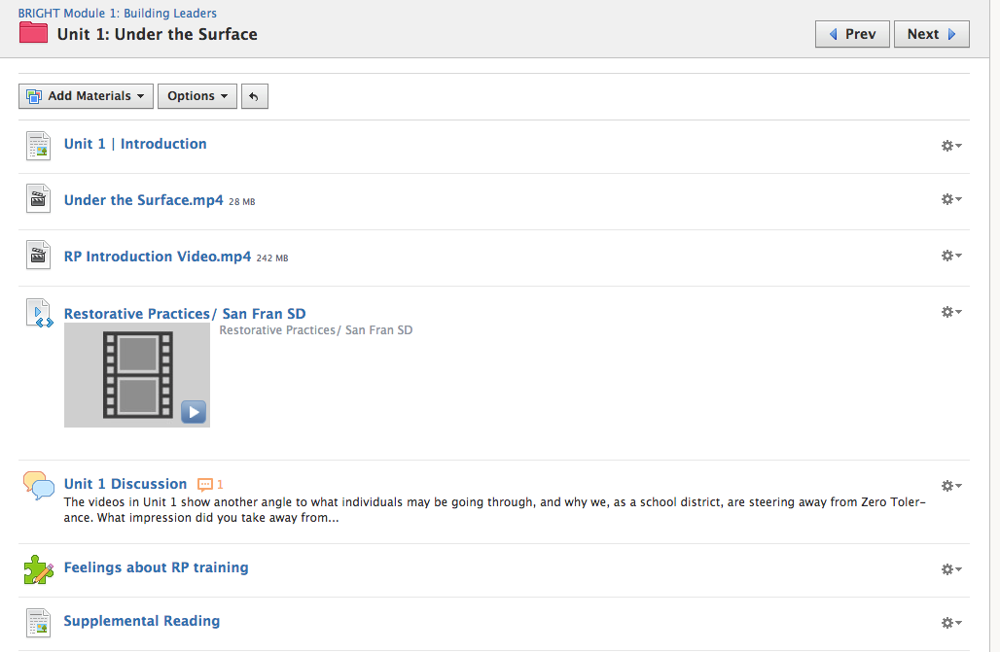 BRIGHT Module 1: Building Leaders
Unit 1: Under the Surface
Prev
Next
Add Materials
Options
Unit 1 | Introduction
Under the Surface.mp4 28 MB
RP Introduction Video.mp4 242 MB
Restorative Practices/ San Fran SD
Restorative Practices/ San Fran SD
Unit 1 Discussion 1
The videos in Unit 1 show another angle to what individuals may be going through, and why we, as a school district, are steering away from Zero Toler-
ance. What impression did you take away from...
Feelings about RP training
Supplemental Reading